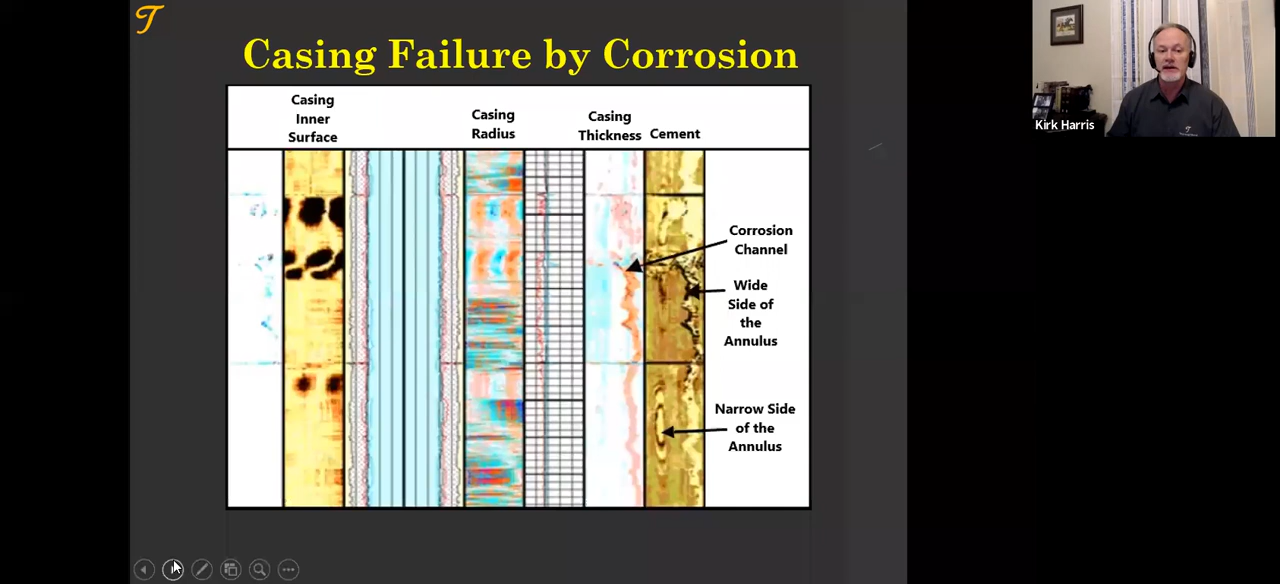 T
Casing Failure by Corrosion
Casing
Inner
Surface
Casing
Radius
Casing
Thickness
Cement
Corrosion
Channel
Wide
Side of
the
Annulus
Narrow Side
of the
Annulus
Kirk Harris